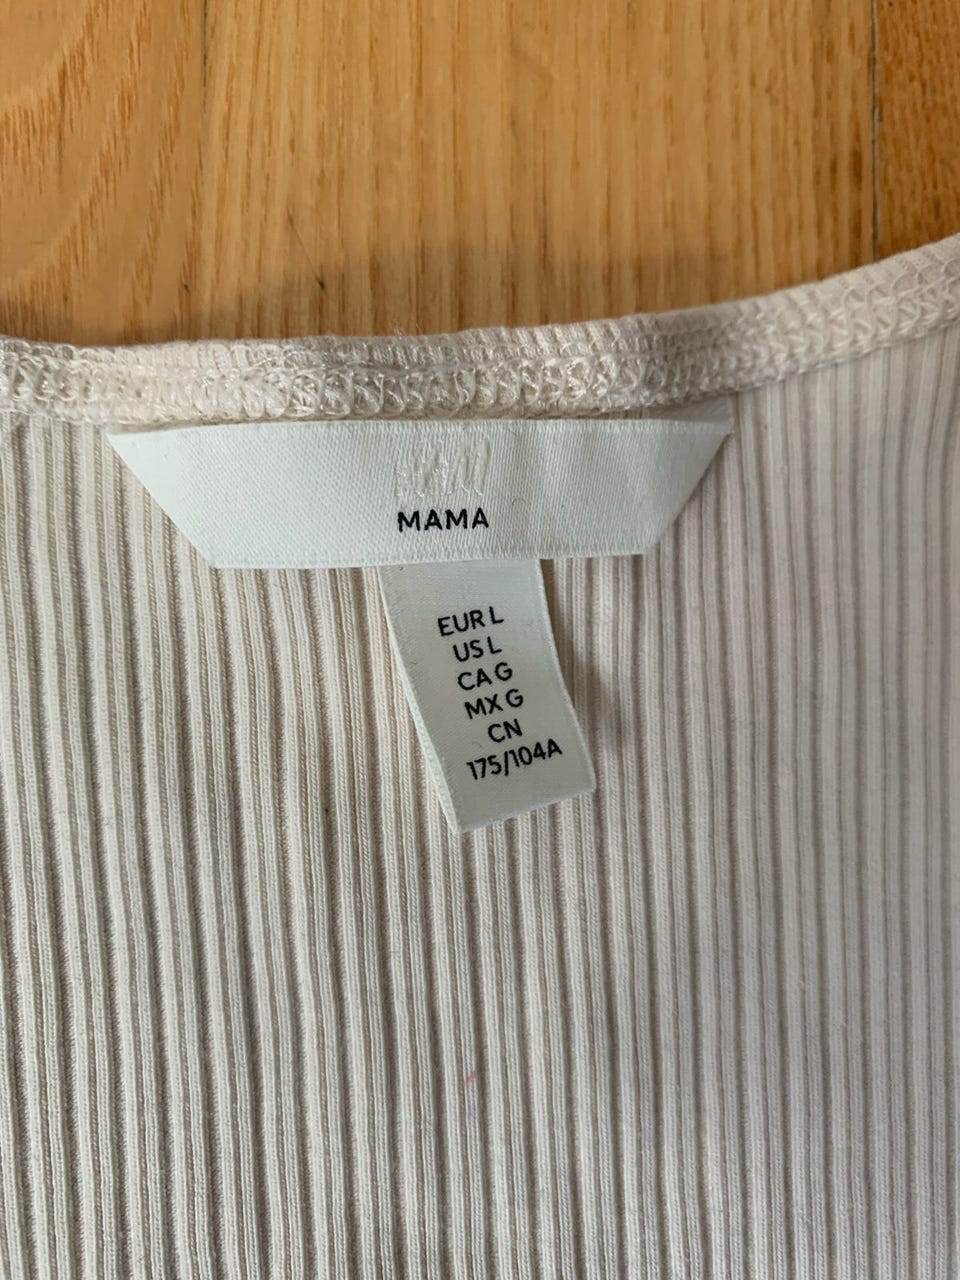 H&M
MAMA
EUR L
US L
CA G
MX G
CN
175/104A